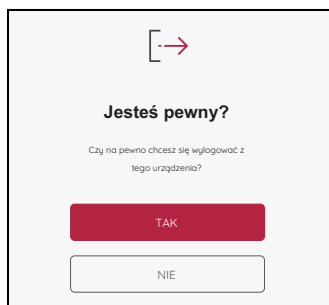 Jesteś pewny?
Czy na pewno chcesz się wylogować z
tego urządzenia?
TAK
NIE